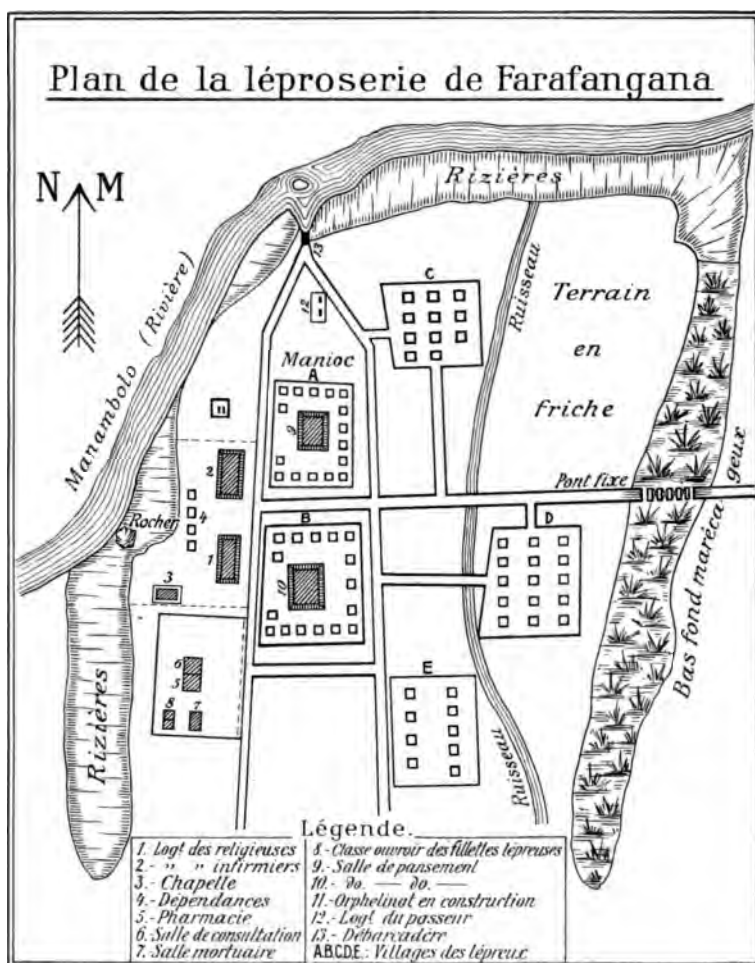 Plan de la léproserie de Farafangana
N M
Rizières
13
Manambolo (Rivière)
12
C
Ruisseau
Terrain
en
friche
Manioc
A
11
9
2
Pont fixe
Bas fond marécageux
4
Rocher
B
D
1
10
3
6
5
E
8
7
Rizières
Ruisseau
Légende.
1. Logt. des religieuses
2.- " " infirmiers
3.- Chapelle
4.- Dépendances
5.- Pharmacie
6. Salle de consultation
7. Salle mortuaire
8.- Classe ouvroir des fillettes lépreuses
9.- Salle de pansement
10.- do. — do. —
11.- Orphelinat en construction
12.- Logt. du passeur
13.- Débarcadère
A.B.C.D.E.: Villages des lépreux